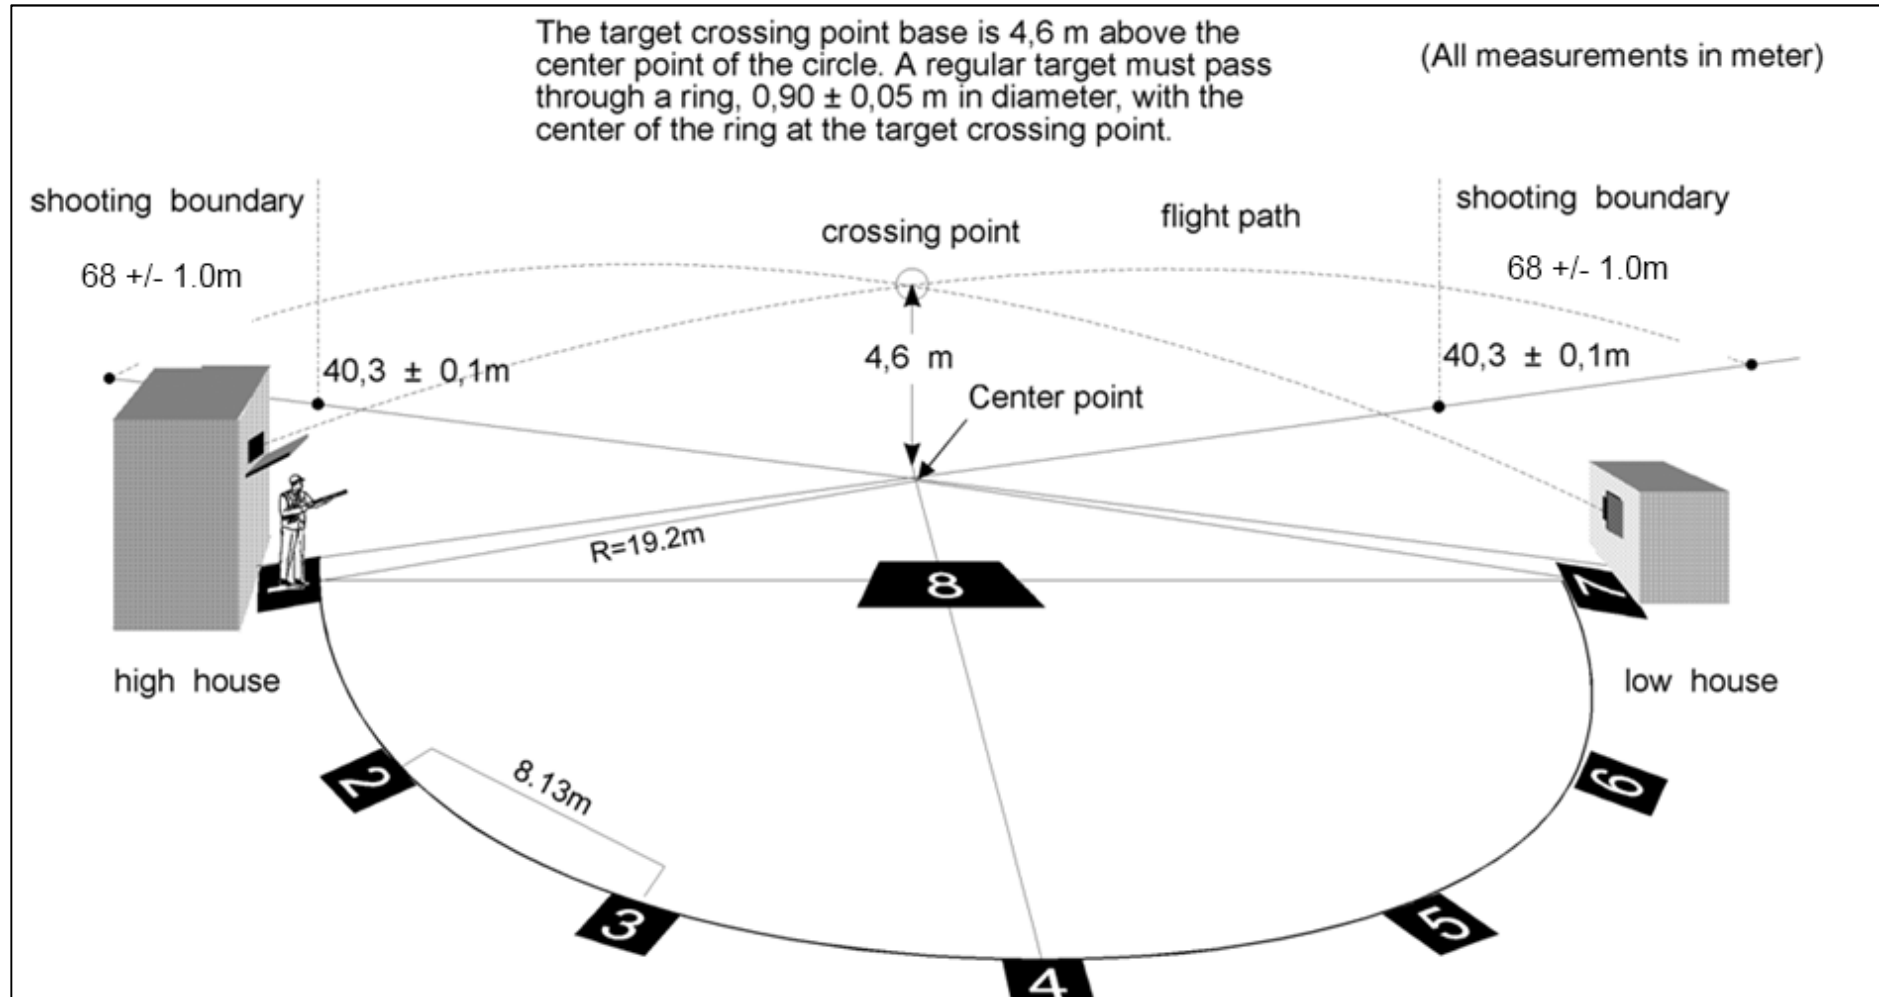 The target crossing point base is 4,6 m above the
center point of the circle. A regular target must pass
through a ring, 0,90 ± 0,05 m in diameter, with the
center of the ring at the target crossing point.
(All measurements in meter)
shooting boundary
shooting boundary
68 +/- 1.0m
crossing point
flight path
68 +/- 1.0m
40,3 ± 0,1m
4,6 m
40,3 ± 0,1m
Center point
R=19.2m
8
7
high house
low house
2
8.13m
6
3
5
4